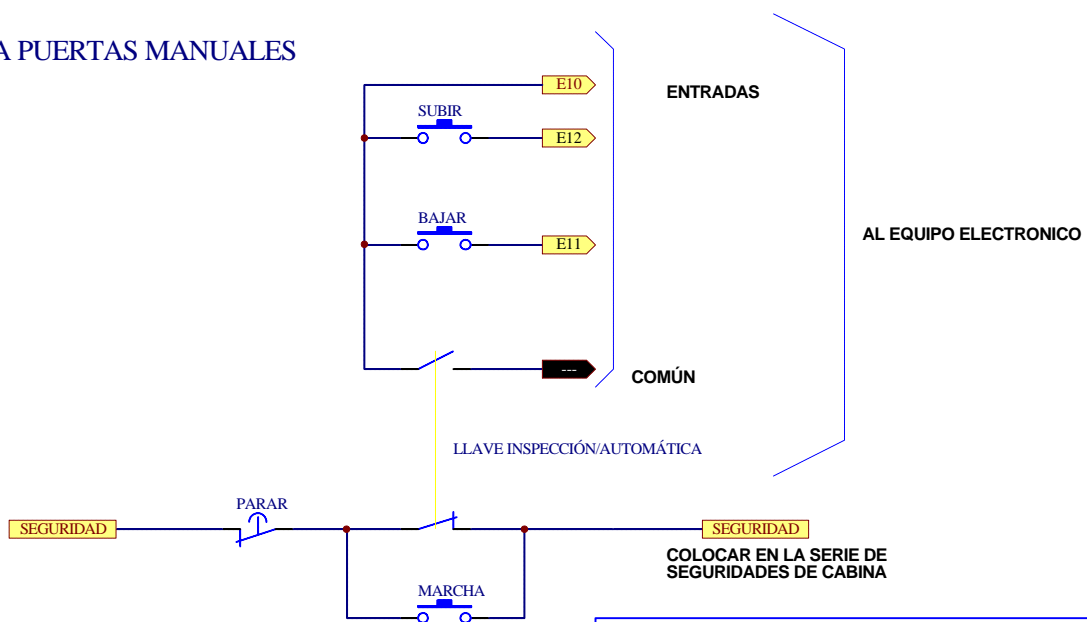 A PUERTAS MANUALES
E10
ENTRADAS
SUBIR
E12
BAJAR
E11
AL EQUIPO ELECTRONICO
---
COMÚN
LLAVE INSPECCIÓN/AUTOMÁTICA
PARAR
SEGURIDAD
SEGURIDAD
COLOCAR EN LA SERIE DE
SEGURIDADES DE CABINA
MARCHA